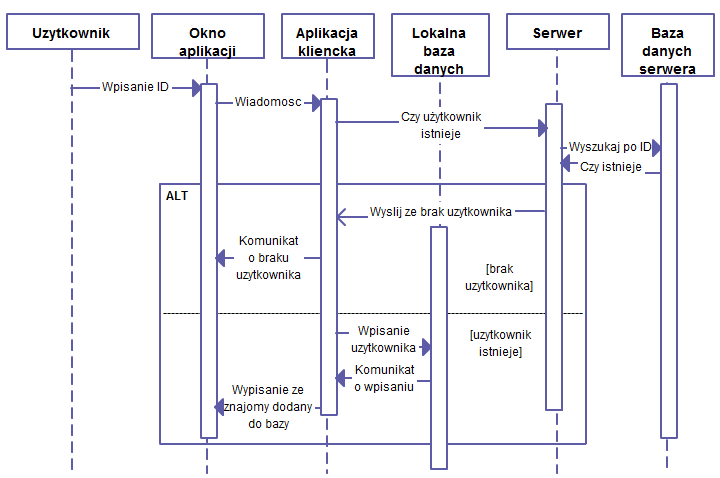 Uzytkownik
Okno
aplikacji
Aplikacja
kliencka
Lokalna
baza
danych
Serwer
Baza
danych
serwera
Wpisanie ID
Wiadomosc
Czy użytkownik
istnieje
Wyszukaj po ID
Czy istnieje
ALT
Wyslij ze brak uzytkownika
Komunikat
o braku
uzytkownika
[brak
uzytkownika]
Wpisanie
uzytkownika
[uzytkownik
istnieje]
Komunikat
o wpisaniu
Wypisanie ze
znajomy dodany
do bazy